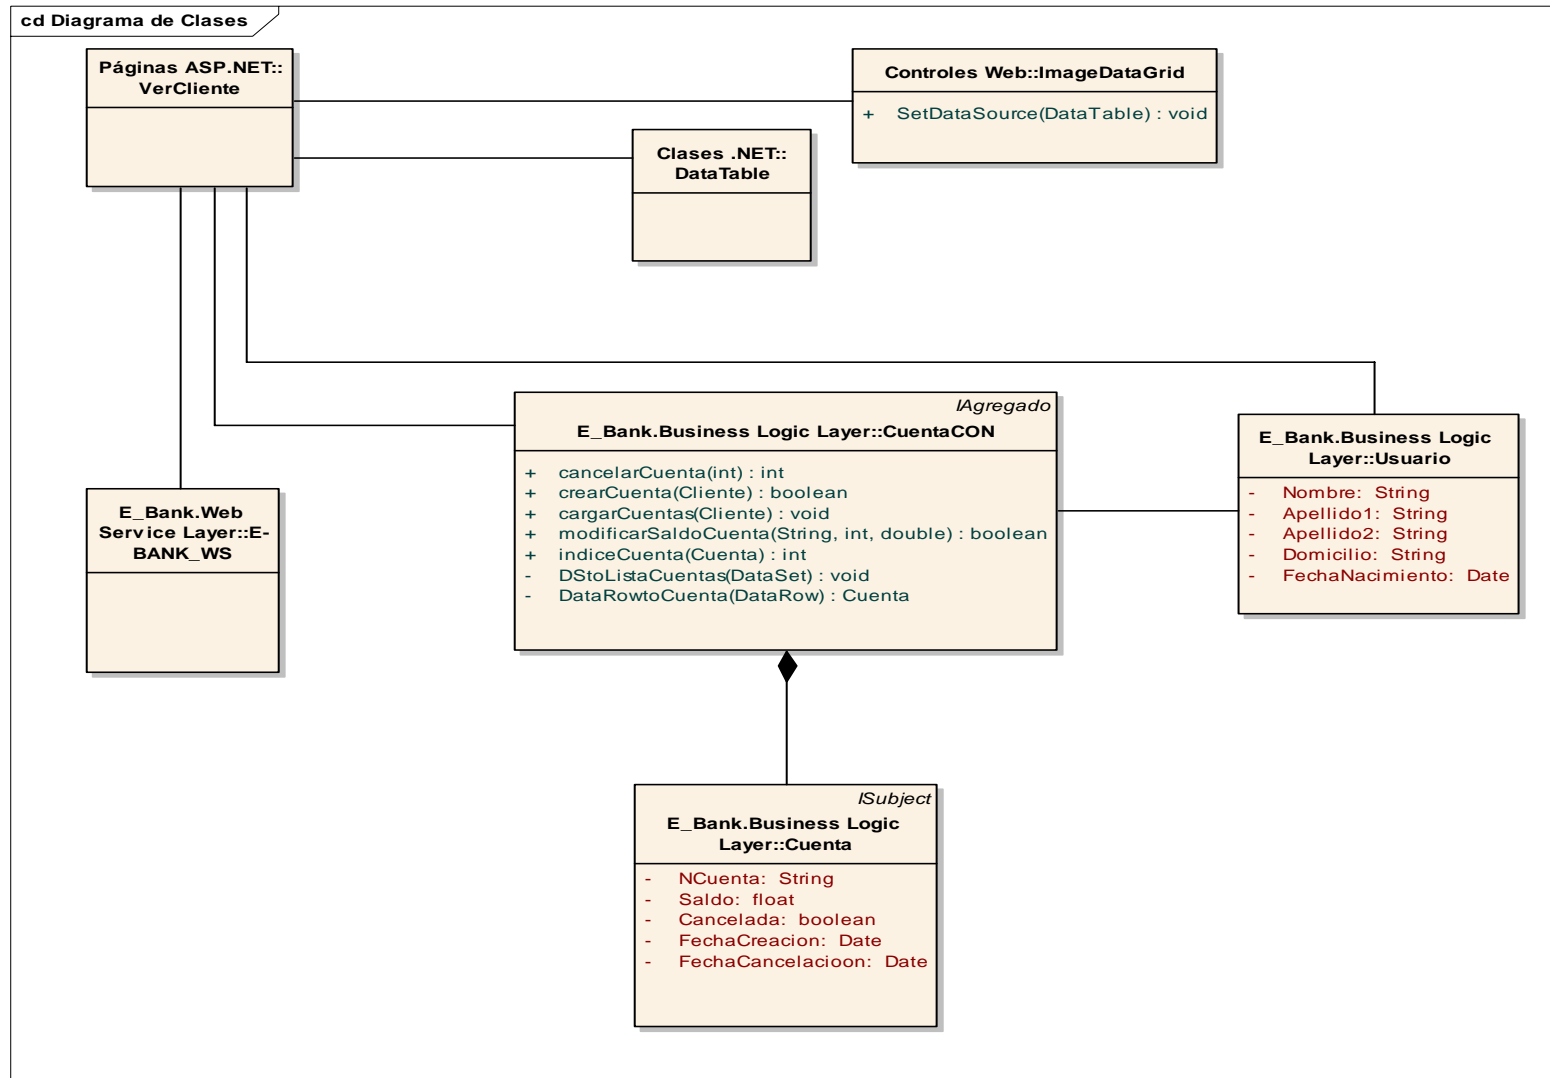 cd Diagrama de Clases
Páginas ASP.NET::
VerCliente
Controles Web::ImageDataGrid
+ SetDataSource(DataTable) : void
Clases .NET::
DataTable
IAgregado
E_Bank.Business Logic Layer::CuentaCON
+ cancelarCuenta(int) : int
+ crearCuenta(Cliente) : boolean
+ cargarCuentas(Cliente) : void
+ modificarSaldoCuenta(String, int, double) : boolean
+ indiceCuenta(Cuenta) : int
- DStoListaCuentas(DataSet) : void
- DataRowtoCuenta(DataRow) : Cuenta
E_Bank.Business Logic
Layer::Usuario
- Nombre: String
- Apellido1: String
- Apellido2: String
- Domicilio: String
- FechaNacimiento: Date
E_Bank.Web
Service Layer::E-
BANK_WS
ISubject
E_Bank.Business Logic
Layer::Cuenta
- NCuenta: String
- Saldo: float
- Cancelada: boolean
- FechaCreacion: Date
- FechaCancelacioon: Date